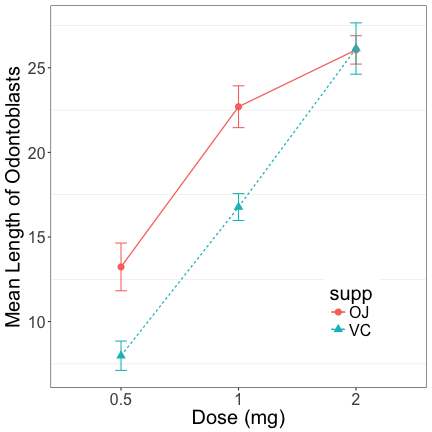 Mean Length of Odontoblasts
25
20
15
10
supp
OJ
VC
0.5 1 2
Dose (mg)